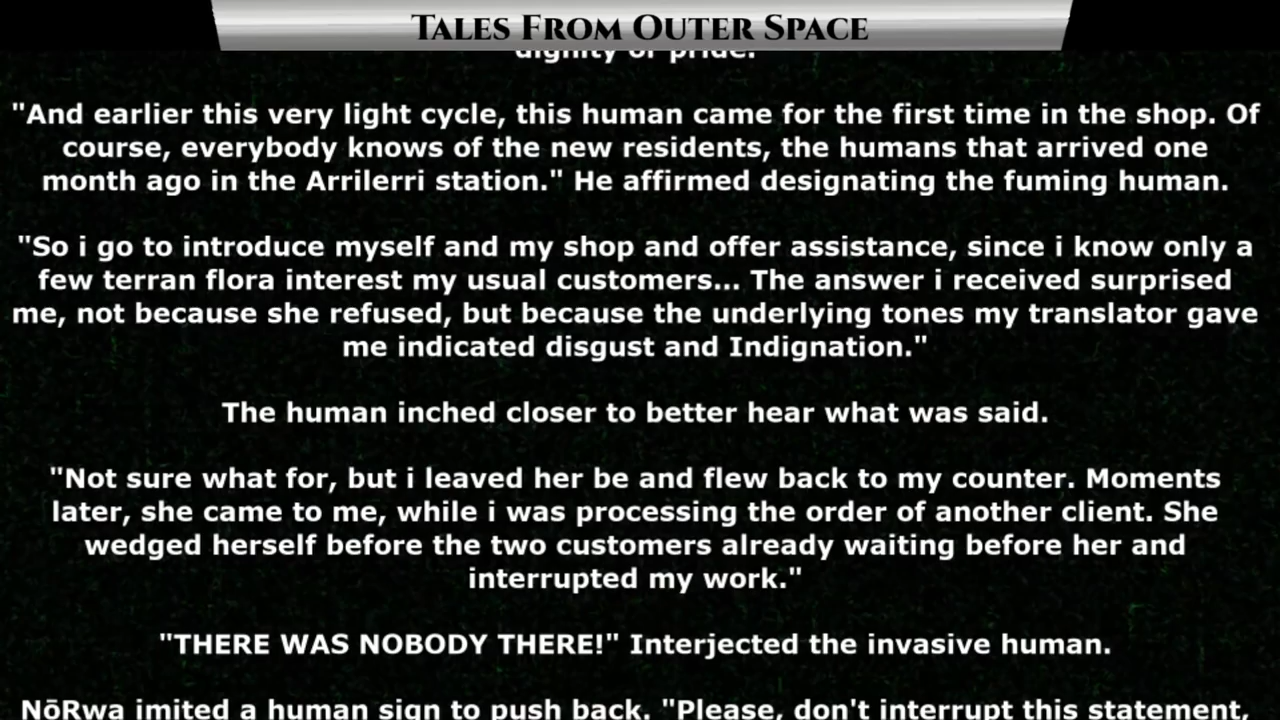 Tales From Outer Space
dignity or pride.
"And earlier this very light cycle, this human came for the first time in the shop. Of
course, everybody knows of the new residents, the humans that arrived one
month ago in the Arrilerri station." He affirmed designating the fuming human.
"So i go to introduce myself and my shop and offer assistance, since i know only a
few terran flora interest my usual customers... The answer i received surprised
me, not because she refused, but because the underlying tones my translator gave
me indicated disgust and Indignation."
The human inched closer to better hear what was said.
"Not sure what for, but i leaved her be and flew back to my counter. Moments
later, she came to me, while i was processing the order of another client. She
wedged herself before the two customers already waiting before her and
interrupted my work."
"THERE WAS NOBODY THERE!" Interjected the invasive human.
NōRwa imited a human sign to push back. "Please, don't interrupt this statement,